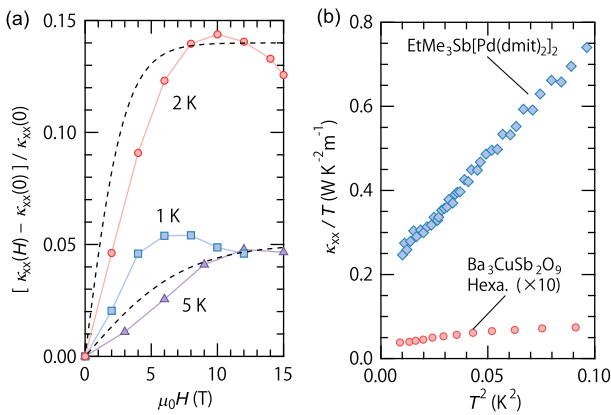 (a)
[ κxx(H) − κxx(0)] / κxx(0)
0.15
0.10
0.05
0.00
0
5
10
15
μ0H (T)
2 K
1 K
5 K
(b)
κxx/T (W K-2m-1)
0.8
0.6
0.4
0.2
0.0
0.00
0.05
0.10
T2 (K2)
EtMe3Sb[Pd(dmit)2]2
Ba3CuSb2O9
Hexa. (×10)